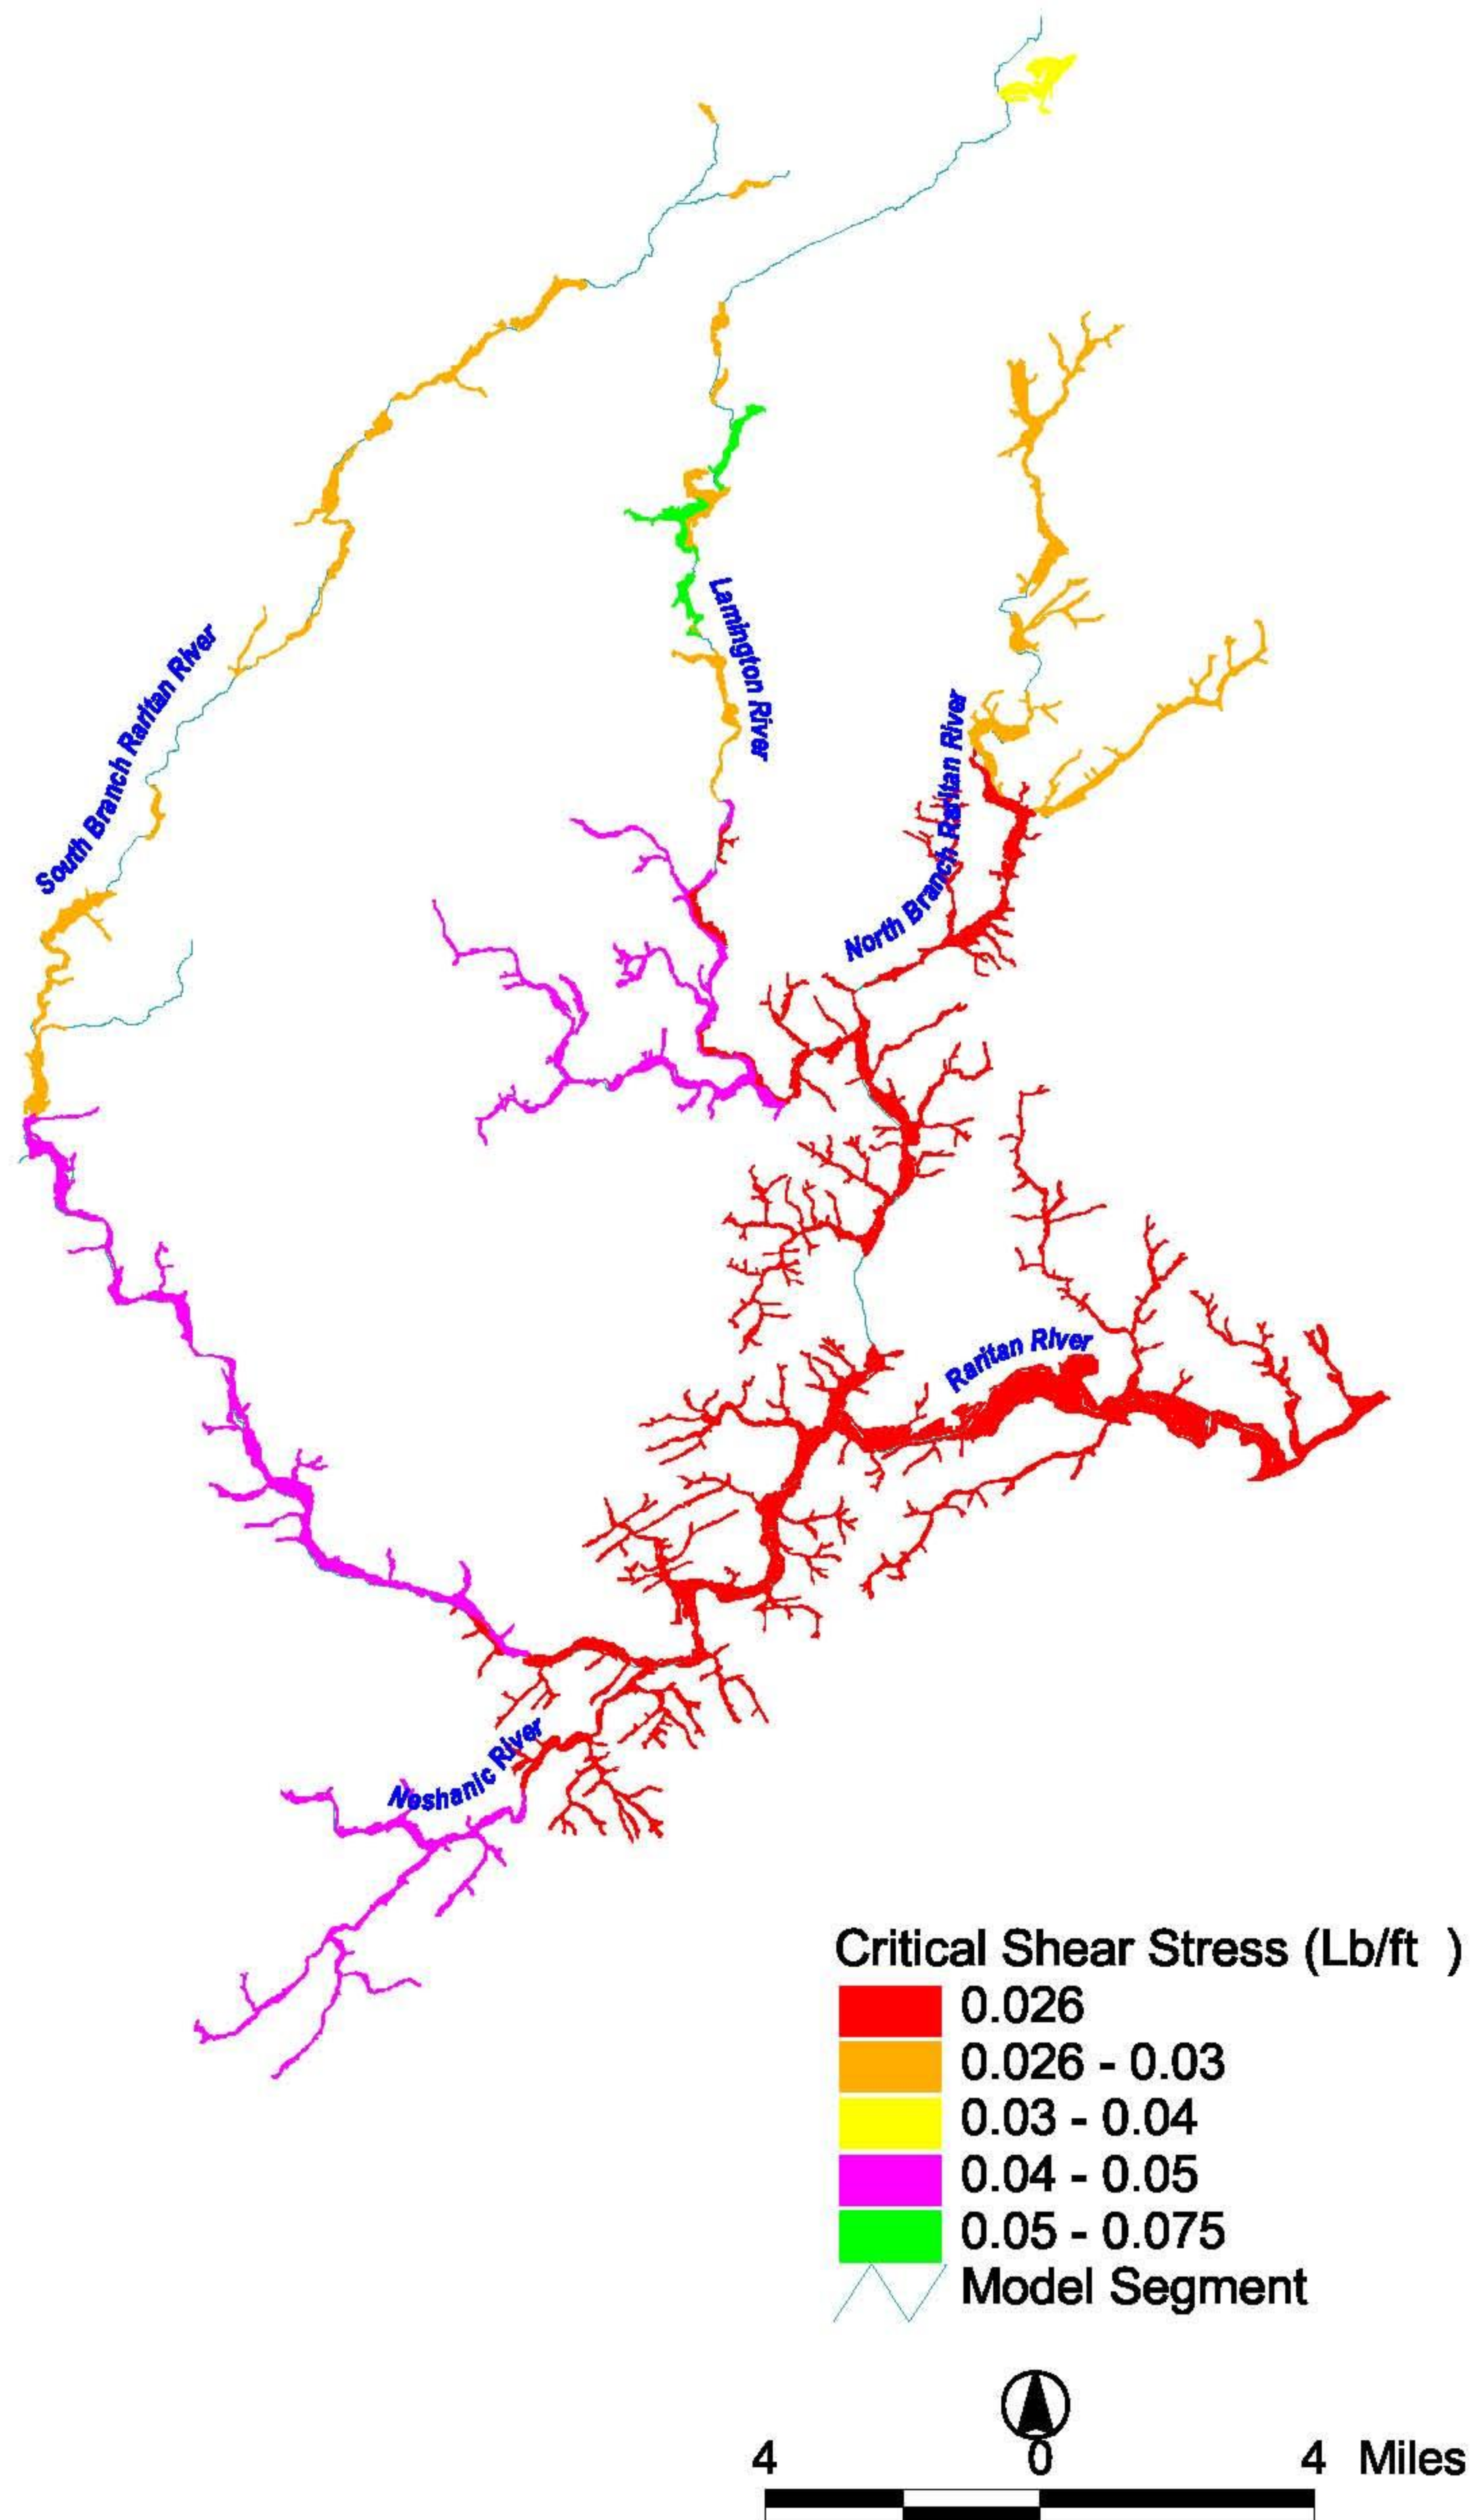 Lamington River
South Branch Raritan River
North Branch Raritan River
Raritan River
Neshanic River
Critical Shear Stress (Lb/ft )
0.026
0.026 - 0.03
0.03 - 0.04
0.04 - 0.05
0.05 - 0.075
Model Segment
4 0 4 Miles